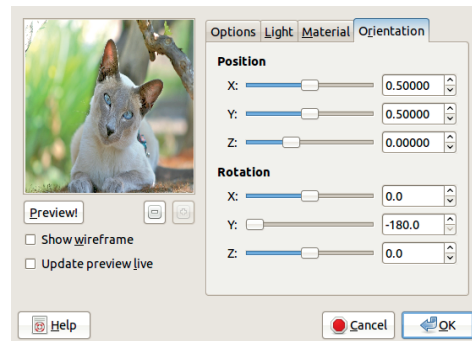 Options Light Material Orientation
Position
X: 0.50000
Y: 0.50000
Z: 0.00000
Rotation
X: 0.0
Y: -180.0
Z: 0.0
Preview!
Show wireframe
Update preview live
Help Cancel OK